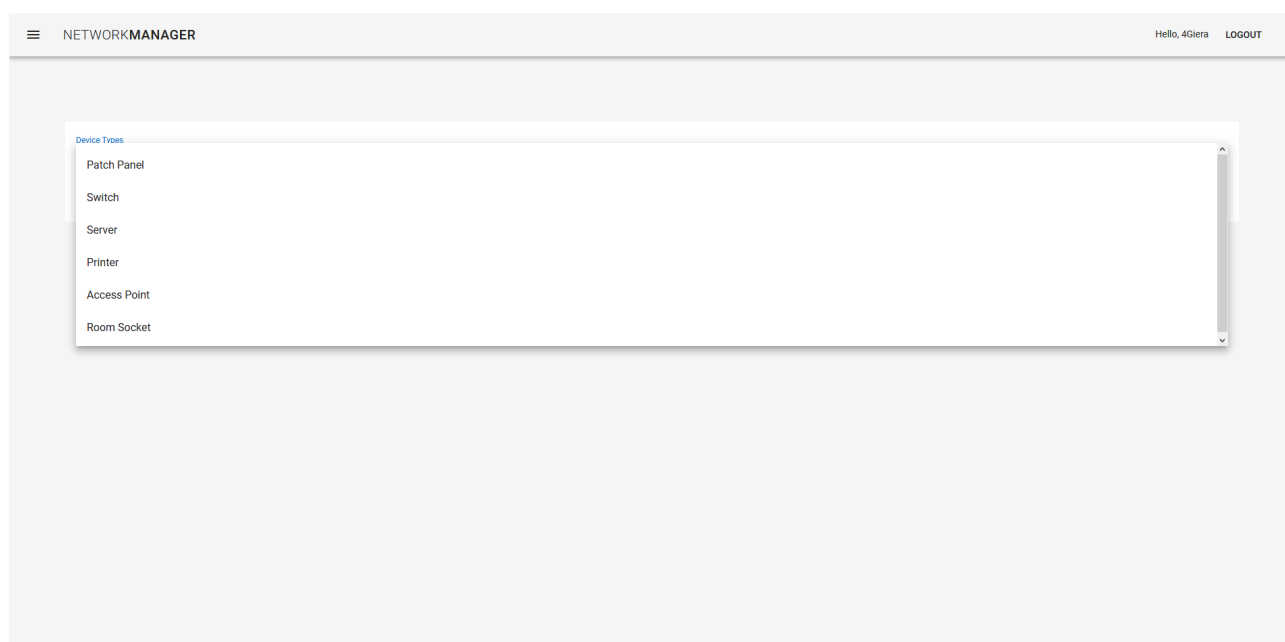 NETWORKMANAGER
Hello, 4Giera LOGOUT
Device Types
Patch Panel
Switch
Server
Printer
Access Point
Room Socket